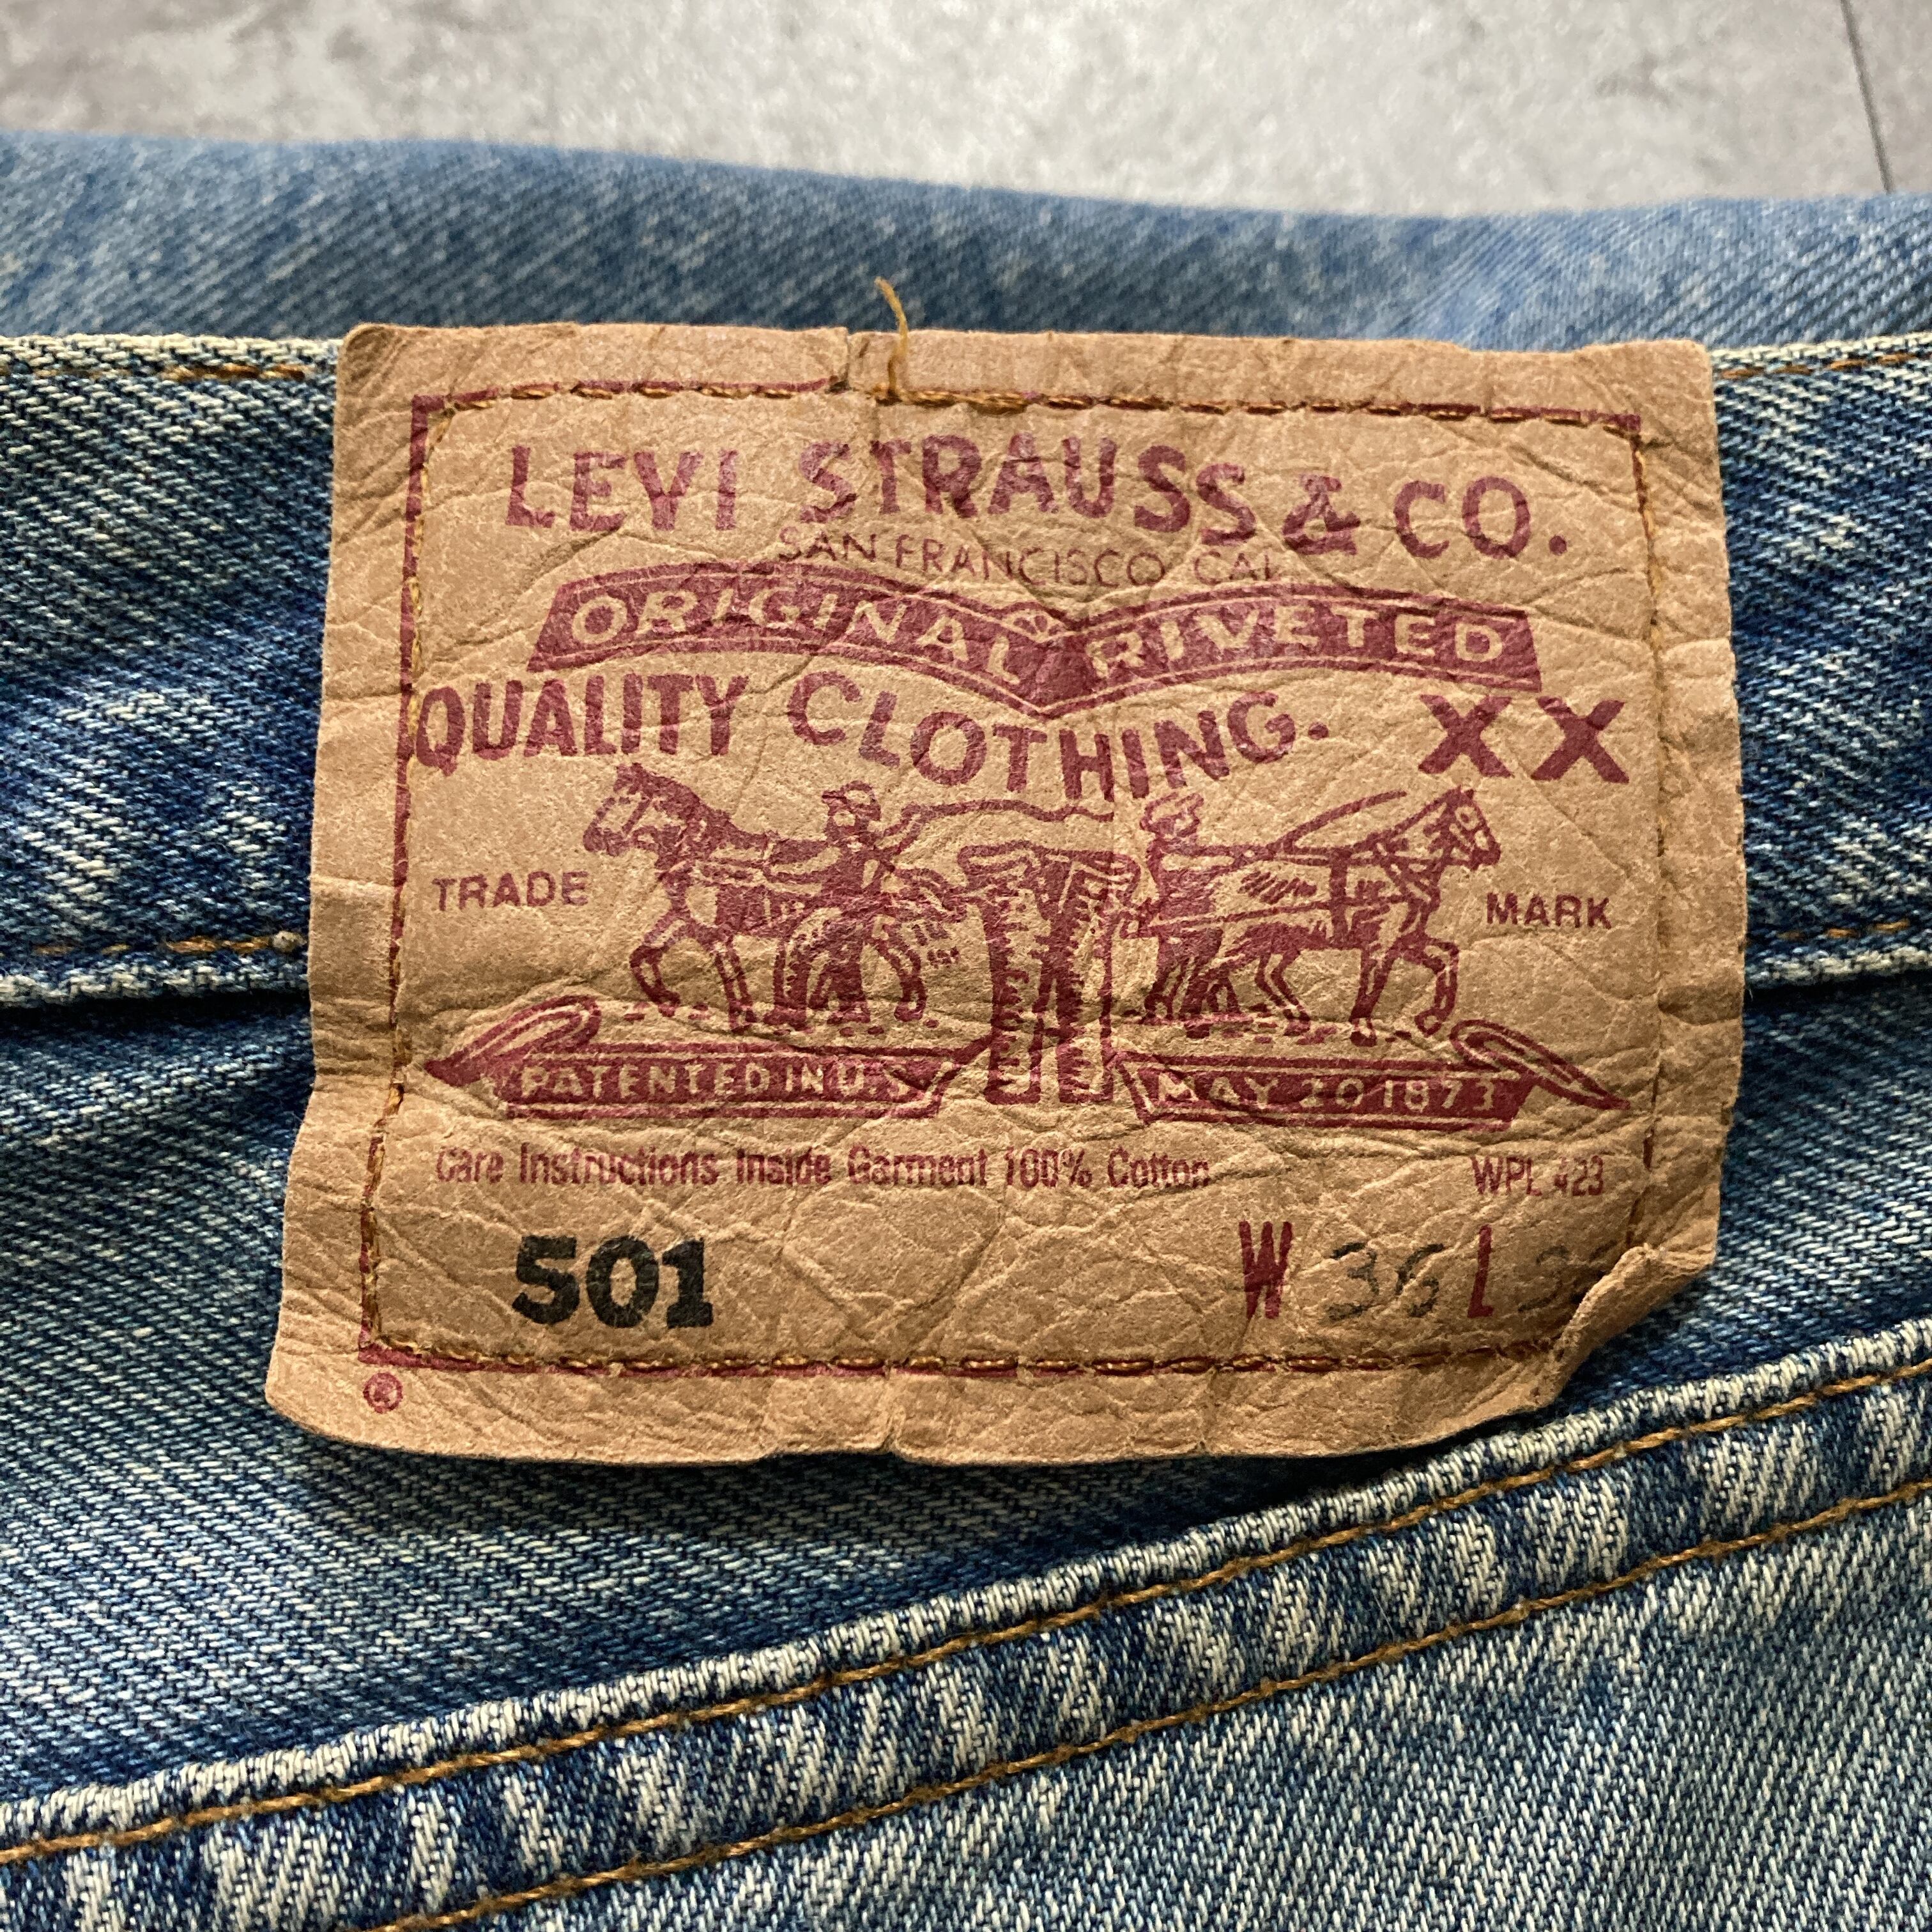 LEVI STRAUSS & CO.
SAN FRANCISCO CAL
ORIGINAL RIVETED
QUALITY CLOTHING. XX
TRADE MARK
PATENTED IN U.S MAY 20 1873
Care Instructions Inside Garment 100% Cotton WPL 423
501 W 36 L 3
®